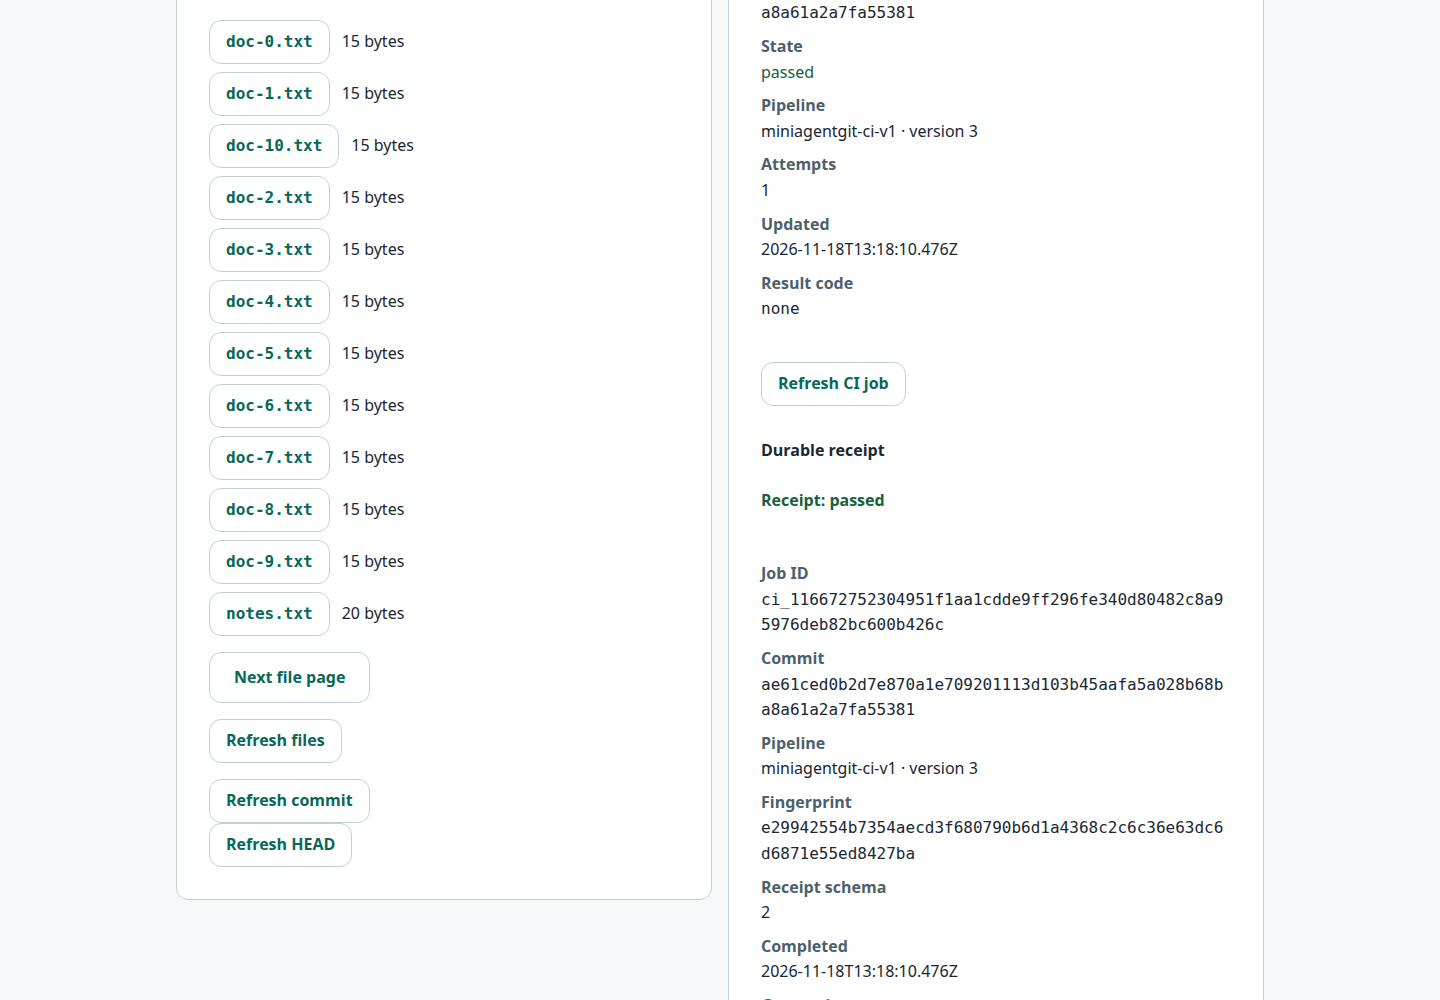 doc-0.txt 15 bytes
doc-1.txt 15 bytes
doc-10.txt 15 bytes
doc-2.txt 15 bytes
doc-3.txt 15 bytes
doc-4.txt 15 bytes
doc-5.txt 15 bytes
doc-6.txt 15 bytes
doc-7.txt 15 bytes
doc-8.txt 15 bytes
doc-9.txt 15 bytes
notes.txt 20 bytes
Next file page
Refresh files
Refresh commit
Refresh HEAD
a8a61a2a7fa55381
State
passed
Pipeline
miniagentgit-ci-v1 · version 3
Attempts
1
Updated
2026-11-18T13:18:10.476Z
Result code
none
Refresh CI job
Durable receipt
Receipt: passed
Job ID
ci_116672752304951f1aa1cdde9ff296fe340d80482c8a9
5976deb82bc600b426c
Commit
ae61ced0b2d7e870a1e709201113d103b45aafa5a028b68b
a8a61a2a7fa55381
Pipeline
miniagentgit-ci-v1 · version 3
Fingerprint
e29942554b7354aecd3f680790b6d1a4368c2c6c36e63dc6
d6871e55ed8427ba
Receipt schema
2
Completed
2026-11-18T13:18:10.476Z